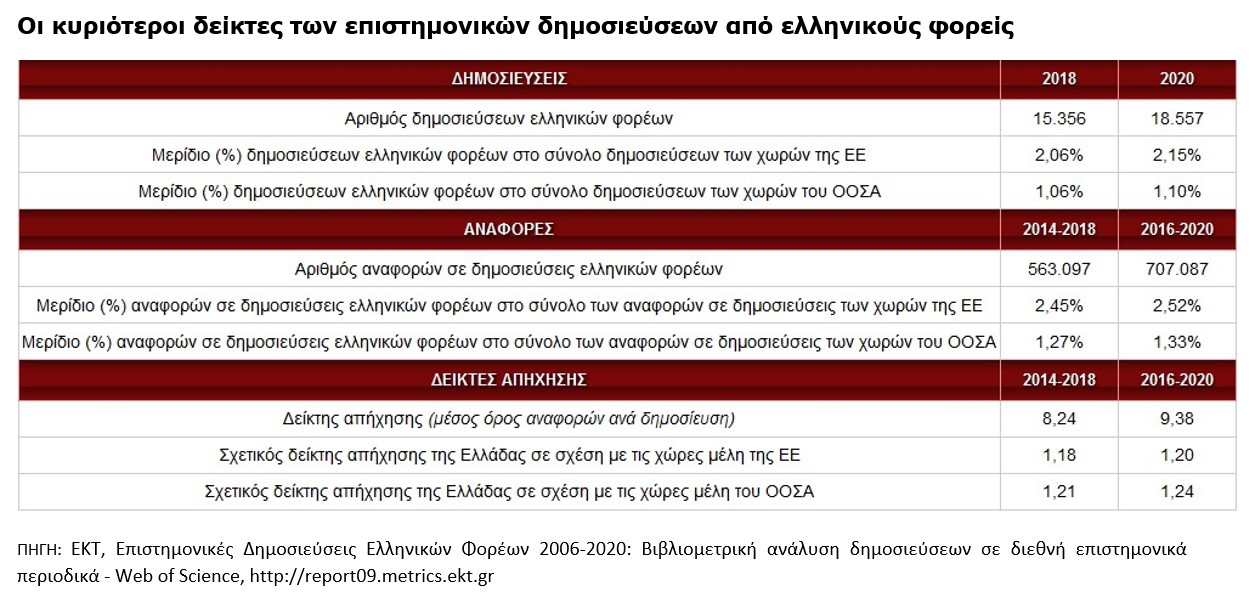 Οι κυριότεροι δείκτες των επιστημονικών δημοσιεύσεων από ελληνικούς φορείς
ΔΗΜΟΣΙΕΥΣΕΙΣ 2018 2020
Αριθμός δημοσιεύσεων ελληνικών φορέων 15.356 18.557
Μερίδιο (%) δημοσιεύσεων ελληνικών φορέων στο σύνολο δημοσιεύσεων των χωρών της ΕΕ 2,06% 2,15%
Μερίδιο (%) δημοσιεύσεων ελληνικών φορέων στο σύνολο δημοσιεύσεων των χωρών του ΟΟΣΑ 1,06% 1,10%
ΑΝΑΦΟΡΕΣ 2014-2018 2016-2020
Αριθμός αναφορών σε δημοσιεύσεις ελληνικών φορέων 563.097 707.087
Μερίδιο (%) αναφορών σε δημοσιεύσεις ελληνικών φορέων στο σύνολο των αναφορών σε δημοσιεύσεις των χωρών της ΕΕ 2,45% 2,52%
Μερίδιο (%) αναφορών σε δημοσιεύσεις ελληνικών φορέων στο σύνολο των αναφορών σε δημοσιεύσεις των χωρών του ΟΟΣΑ 1,27% 1,33%
ΔΕΙΚΤΕΣ ΑΠΗΧΗΣΗΣ 2014-2018 2016-2020
Δείκτης απήχησης (μέσος όρος αναφορών ανά δημοσίευση) 8,24 9,38
Σχετικός δείκτης απήχησης της Ελλάδας σε σχέση με τις χώρες μέλη της ΕΕ 1,18 1,20
Σχετικός δείκτης απήχησης της Ελλάδας σε σχέση με τις χώρες μέλη του ΟΟΣΑ 1,21 1,24
ΠΗΓΗ: ΕΚΤ, Επιστημονικές Δημοσιεύσεις Ελληνικών Φορέων 2006-2020: Βιβλιομετρική ανάλυση δημοσιεύσεων σε διεθνή επιστημονικά
περιοδικά - Web of Science, http://report09.metrics.ekt.gr